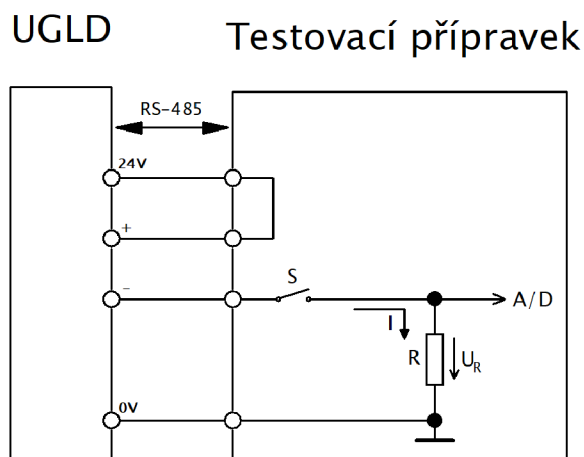 UGLD
Testovací přípravek
RS-485
24V
+
-
S
A/D
I
R
U_R
0V